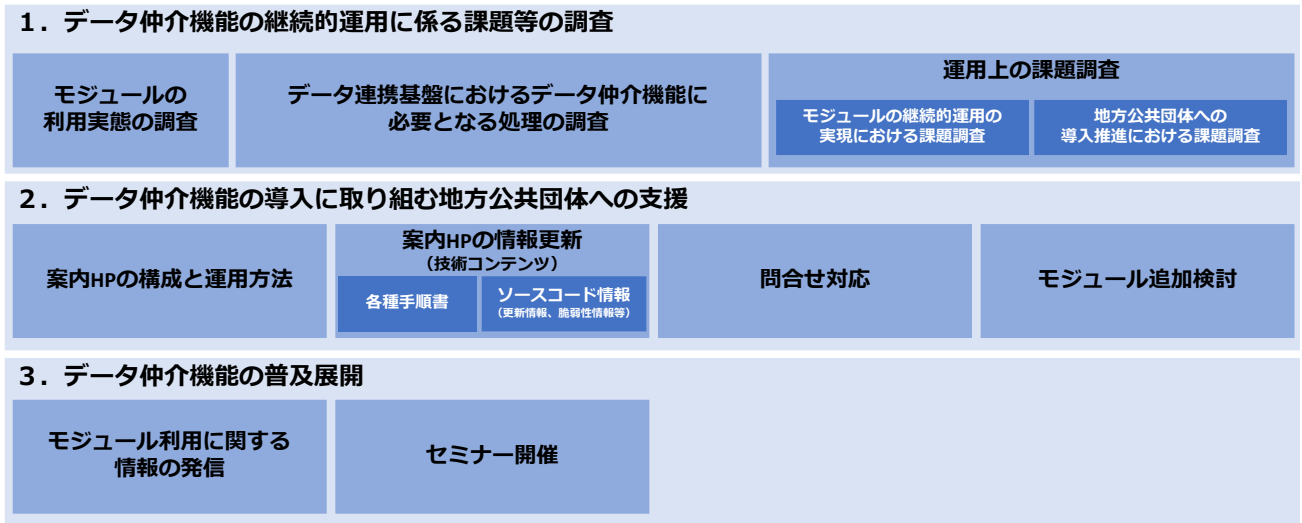 1．データ仲介機能の継続的運用に係る課題等の調査
モジュールの
利用実態の調査
データ連携基盤におけるデータ仲介機能に
必要となる処理の調査
運用上の課題調査
モジュールの継続的運用の
実現における課題調査
地方公共団体への
導入推進における課題調査
2．データ仲介機能の導入に取り組む地方公共団体への支援
案内HPの構成と運用方法
案内HPの情報更新
（技術コンテンツ）
各種手順書
ソースコード情報
（更新情報、脆弱性情報等）
問合せ対応
モジュール追加検討
3．データ仲介機能の普及展開
モジュール利用に関する
情報の発信
セミナー開催